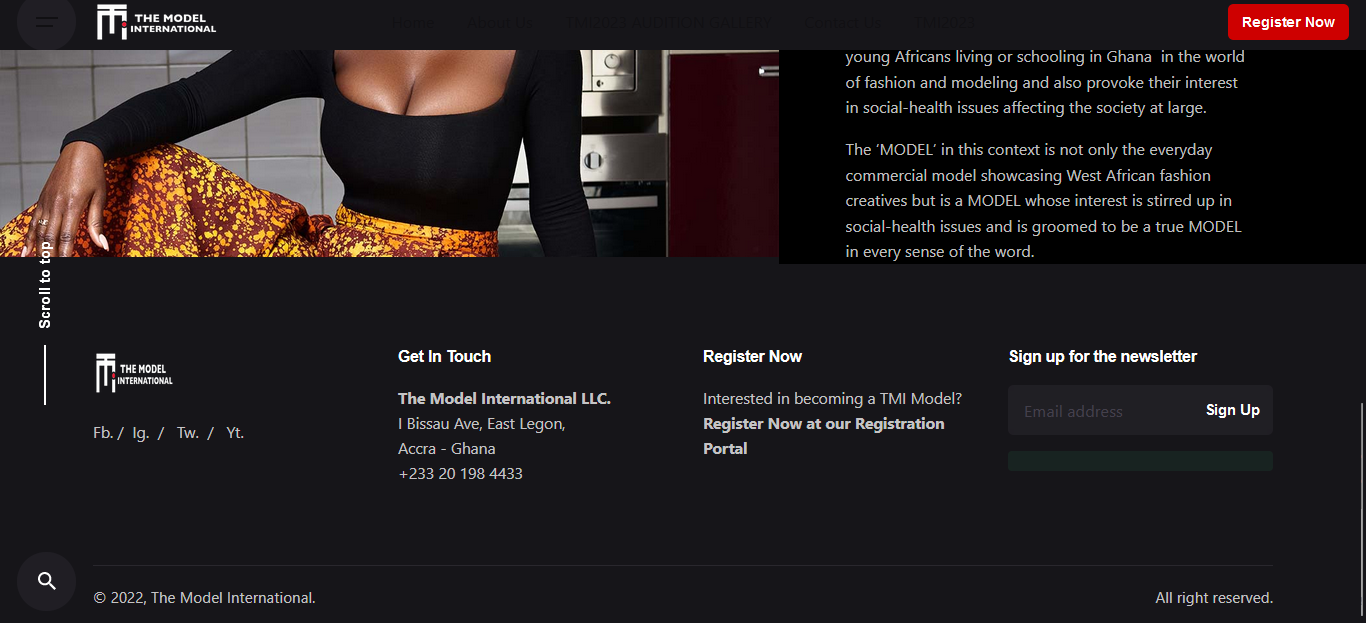 THE MODEL
INTERNATIONAL
Home About Us TMI2023 AUDITION GALLERY Contact Us TMI2023
Register Now
young Africans living or schooling in Ghana in the world
of fashion and modeling and also provoke their interest
in social-health issues affecting the society at large.
The ‘MODEL’ in this context is not only the everyday
commercial model showcasing West African fashion
creatives but is a MODEL whose interest is stirred up in
social-health issues and is groomed to be a true MODEL
in every sense of the word.
Scroll to top
THE MODEL
INTERNATIONAL
Fb. / Ig. / Tw. / Yt.
Get In Touch
The Model International LLC.
I Bissau Ave, East Legon,
Accra - Ghana
+233 20 198 4433
Register Now
Interested in becoming a TMI Model?
Register Now at our Registration
Portal
Sign up for the newsletter
Email address
Sign Up
© 2022, The Model International.
All right reserved.